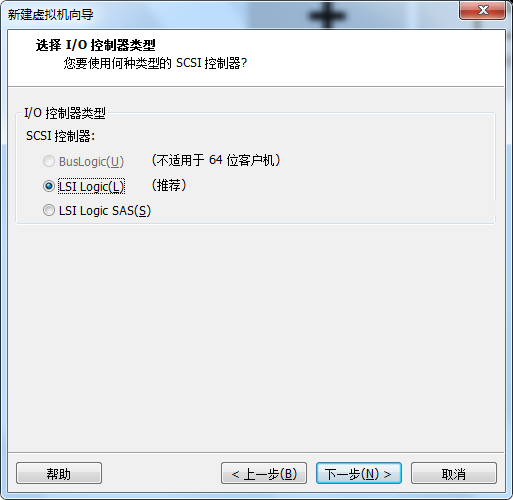 新建虚拟机向导
选择 I/O 控制器类型
您要使用何种类型的 SCSI 控制器?
I/O 控制器类型
SCSI 控制器:
BusLogic(U) (不适用于 64 位客户机)
LSI Logic(L) (推荐)
LSI Logic SAS(S)
帮助 < 上一步(B) 下一步(N) > 取消